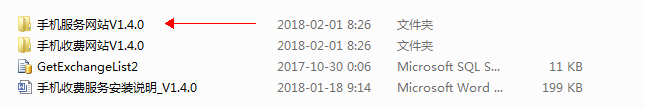 手机服务网站V1.4.0 2018-02-01 8:26 文件夹
手机收费网站V1.4.0 2018-02-01 8:26 文件夹
GetExchangeList2 2017-10-30 0:06 Microsoft SQL S... 11 KB
手机收费服务安装说明_V1.4.0 2018-01-18 9:14 Microsoft Word ... 199 KB